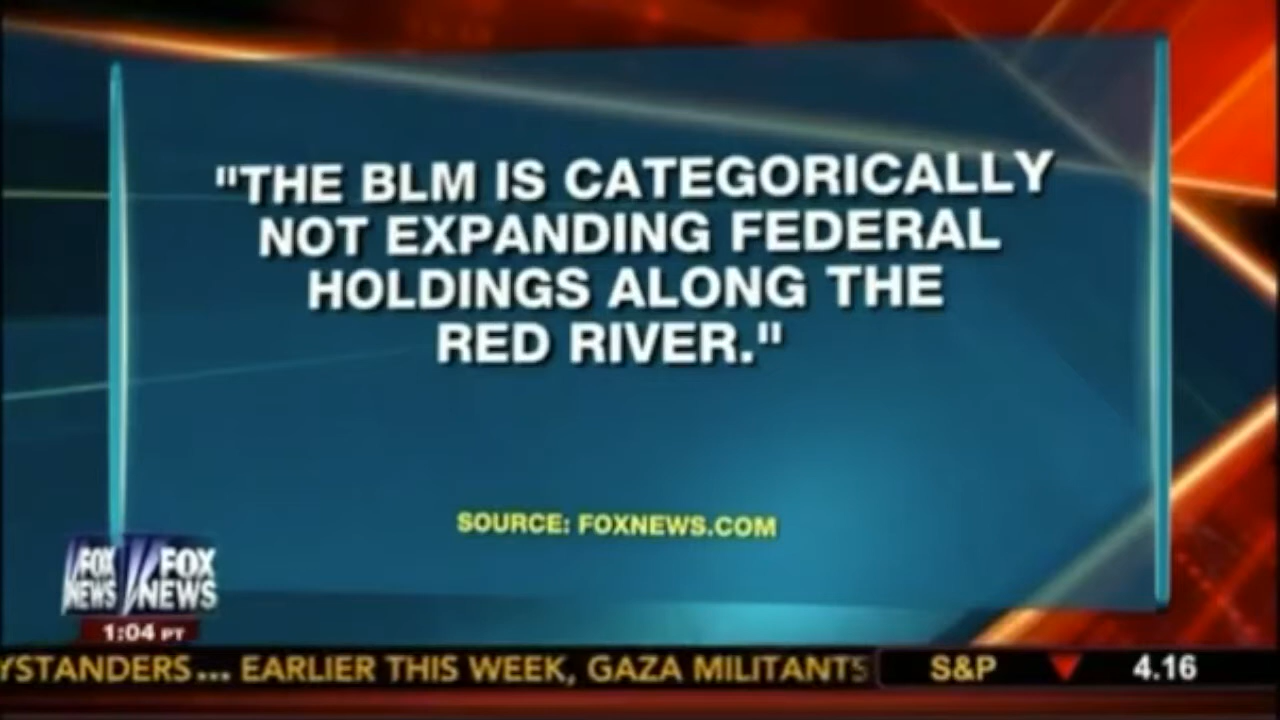 "THE BLM IS CATEGORICALLY
NOT EXPANDING FEDERAL
HOLDINGS ALONG THE
RED RIVER."
SOURCE: FOXNEWS.COM
FOX NEWS
FOX NEWS
1:04 PT
YSTANDERS... EARLIER THIS WEEK, GAZA MILITANTS
S&P ▼ 4.16